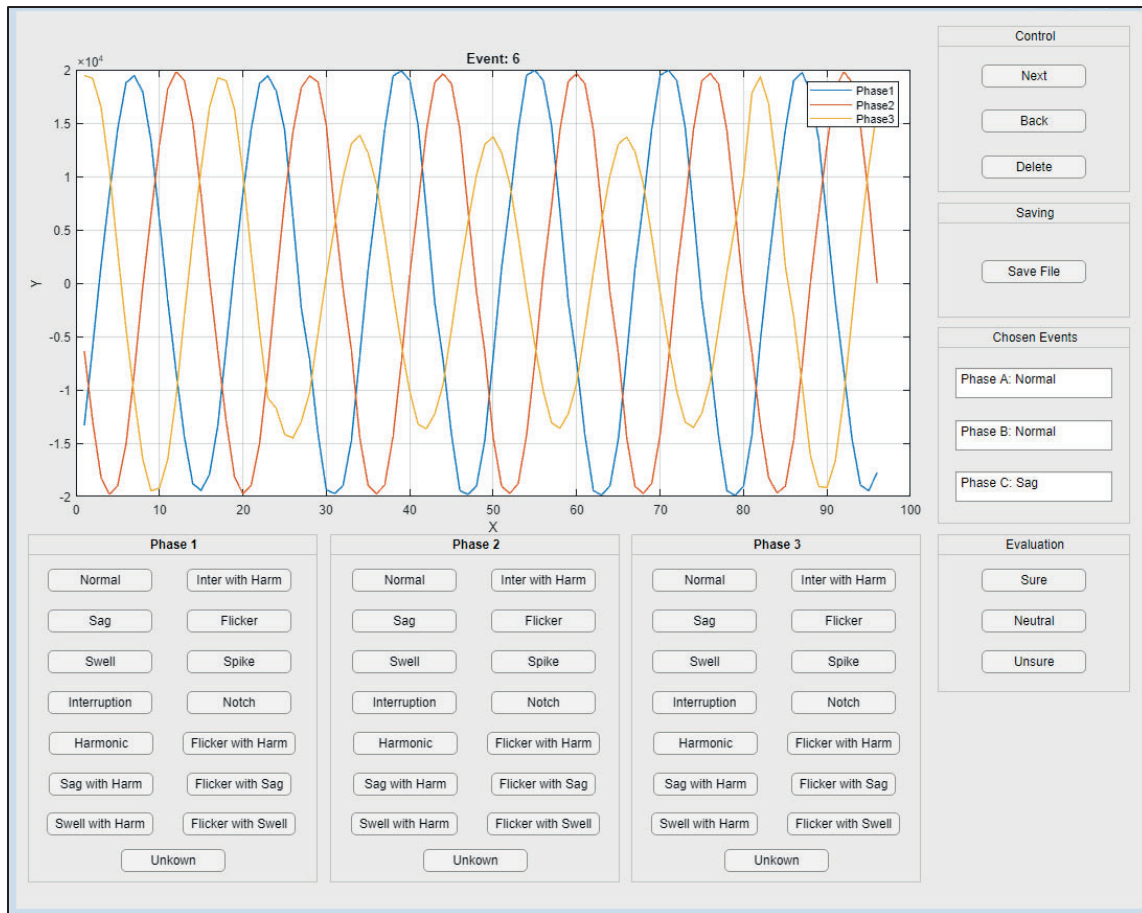 Event: 6
×10⁴
2
1.5
1
0.5
0
-0.5
-1
-1.5
-2
Y
0 10 20 30 40 50 60 70 80 90 100
X
Phase1
Phase2
Phase3
Control
Next
Back
Delete
Saving
Save File
Chosen Events
Phase A: Normal
Phase B: Normal
Phase C: Sag
Phase 1
Normal Inter with Harm
Sag Flicker
Swell Spike
Interruption Notch
Harmonic Flicker with Harm
Sag with Harm Flicker with Sag
Swell with Harm Flicker with Swell
Unkown
Phase 2
Normal Inter with Harm
Sag Flicker
Swell Spike
Interruption Notch
Harmonic Flicker with Harm
Sag with Harm Flicker with Sag
Swell with Harm Flicker with Swell
Unkown
Phase 3
Normal Inter with Harm
Sag Flicker
Swell Spike
Interruption Notch
Harmonic Flicker with Harm
Sag with Harm Flicker with Sag
Swell with Harm Flicker with Swell
Unkown
Evaluation
Sure
Neutral
Unsure